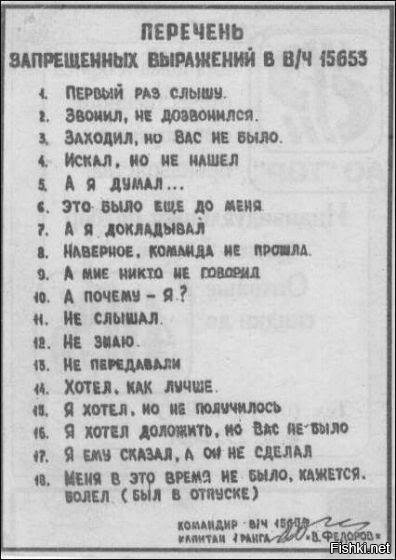 ПЕРЕЧЕНЬ
ЗАПРЕЩЕННЫХ ВЫРАЖЕНИЙ В В/Ч 15653
1. ПЕРВЫЙ РАЗ СЛЫШУ.
2. ЗВОНИЛ, НЕ ДОЗВОНИЛСЯ.
3. ЗАХОДИЛ, НО ВАС НЕ БЫЛО.
4. ИСКАЛ, НО НЕ НАШЕЛ
5. А Я ДУМАЛ...
6. ЭТО БЫЛО ЕЩЕ ДО МЕНЯ
7. А Я ДОКЛАДЫВАЛ
8. НАВЕРНОЕ, КОМАНДА НЕ ПРОШЛА.
9. А МНЕ НИКТО НЕ ГОВОРИЛ
10. А ПОЧЕМУ – Я?
11. НЕ СЛЫШАЛ.
12. НЕ ЗНАЮ.
13. НЕ ПЕРЕДАВАЛИ
14. ХОТЕЛ, КАК ЛУЧШЕ.
15. Я ХОТЕЛ, НО НЕ ПОЛУЧИЛОСЬ
16. Я ХОТЕЛ ДОЛОЖИТЬ, НО ВАС НЕ БЫЛО
17. Я ЕМУ СКАЗАЛ, А ОН НЕ СДЕЛАЛ
18. МЕНЯ В ЭТО ВРЕМЯ НЕ БЫЛО, КАЖЕТСЯ.
БОЛЕЛ (БЫЛ В ОТПУСКЕ)
КОМАНДИР В/Ч 15653
КАПИТАН 1 РАНГА "В. ФЕДОРОВ"
Fishki.net